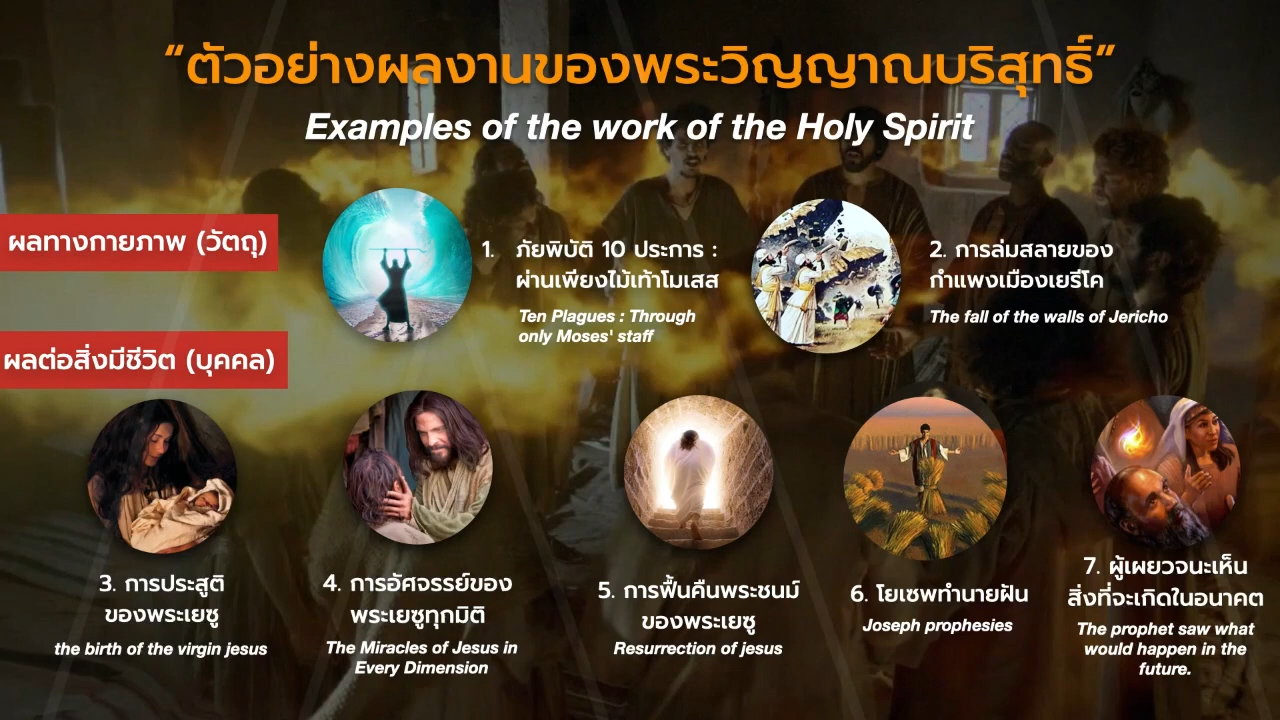 “ตัวอย่างผลงานของพระวิญญาณบริสุทธิ์”
Examples of the work of the Holy Spirit
ผลทางกายภาพ (วัตถุ)
1. ภัยพิบัติ 10 ประการ :
ผ่านเพียงไม้เท้าโมเสส
Ten Plagues : Through
only Moses' staff
2. การล่มสลายของ
กำแพงเมืองเยรีโค
The fall of the walls of Jericho
ผลต่อสิ่งมีชีวิต (บุคคล)
3. การประสูติ
ของพระเยซู
the birth of the virgin jesus
4. การอัศจรรย์ของ
พระเยซูทุกมิติ
The Miracles of Jesus in
Every Dimension
5. การฟื้นคืนพระชนม์
ของพระเยซู
Resurrection of jesus
6. โยเซพทำนายฝัน
Joseph prophesies
7. ผู้เผยวจนะเห็น
สิ่งที่จะเกิดในอนาคต
The prophet saw what
would happen in the
future.